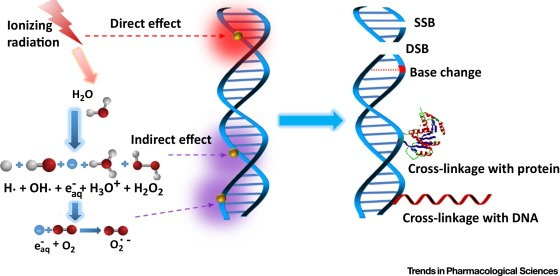 Ionizing
radiation
Direct effect
H₂O
Indirect effect
H· + OH· + e⁻aq + H₃O⁺ + H₂O₂
e⁻aq + O₂
O₂·⁻
SSB
DSB
Base change
Cross-linkage with protein
Cross-linkage with DNA
Trends in Pharmacological Sciences